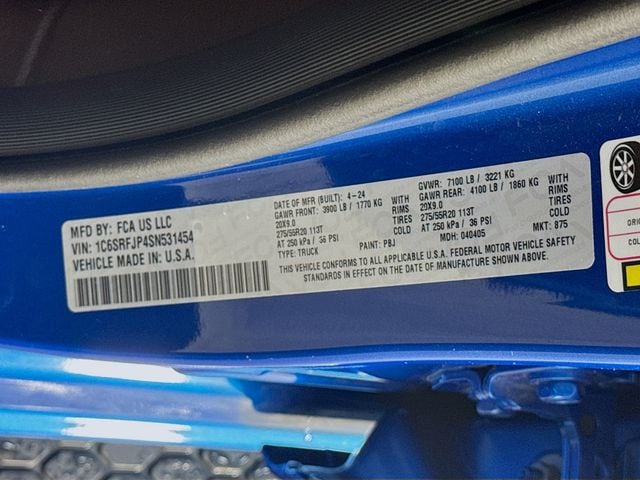 MFD BY: FCA US LLC
VIN: 1C6SRFJP4SN531454
VEHICLE MADE IN: U.S.A.
DATE OF MFR (BUILT): 4-24
GAWR FRONT: 3900 LB / 1770 KG WITH
20X9.0 RIMS
275/55R20 113T TIRES
AT 250 kPa / 36 PSI COLD
TYPE: TRUCK PAINT: PBJ
GVWR: 7100 LB / 3221 KG
GAWR REAR: 4100 LB / 1860 KG WITH
20X9.0 RIMS
275/55R20 113T TIRES
AT 250 kPa / 36 PSI COLD
MDH: 040405 MKT: 875
THIS VEHICLE CONFORMS TO ALL APPLICABLE U.S.A. FEDERAL MOTOR VEHICLE SAFETY
STANDARDS IN EFFECT ON THE DATE OF MANUFACTURE SHOWN ABOVE.